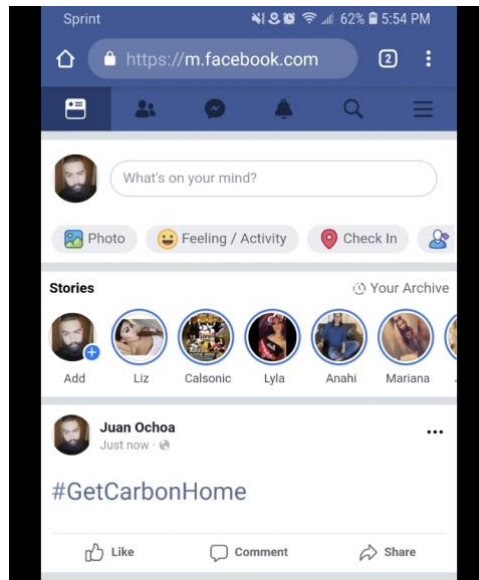 Sprint 62% 5:54 PM
https://m.facebook.com 2
What's on your mind?
Photo Feeling / Activity Check In
Stories Your Archive
Add Liz Calsonic Lyla Anahi Mariana
Juan Ochoa
Just now ·
#GetCarbonHome
Like Comment Share